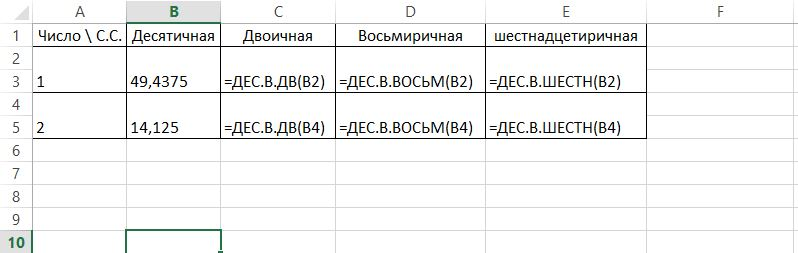 A B C D E F
1 Число \ С.С. Десятичная Двоичная Восьмиричная шестнадцетиричная
2
3 1 49,4375 =ДЕС.В.ДВ(B2) =ДЕС.В.ВОСЬМ(B2) =ДЕС.В.ШЕСТН(B2)
4
5 2 14,125 =ДЕС.В.ДВ(B4) =ДЕС.В.ВОСЬМ(B4) =ДЕС.В.ШЕСТН(B4)
6
7
8
9
10